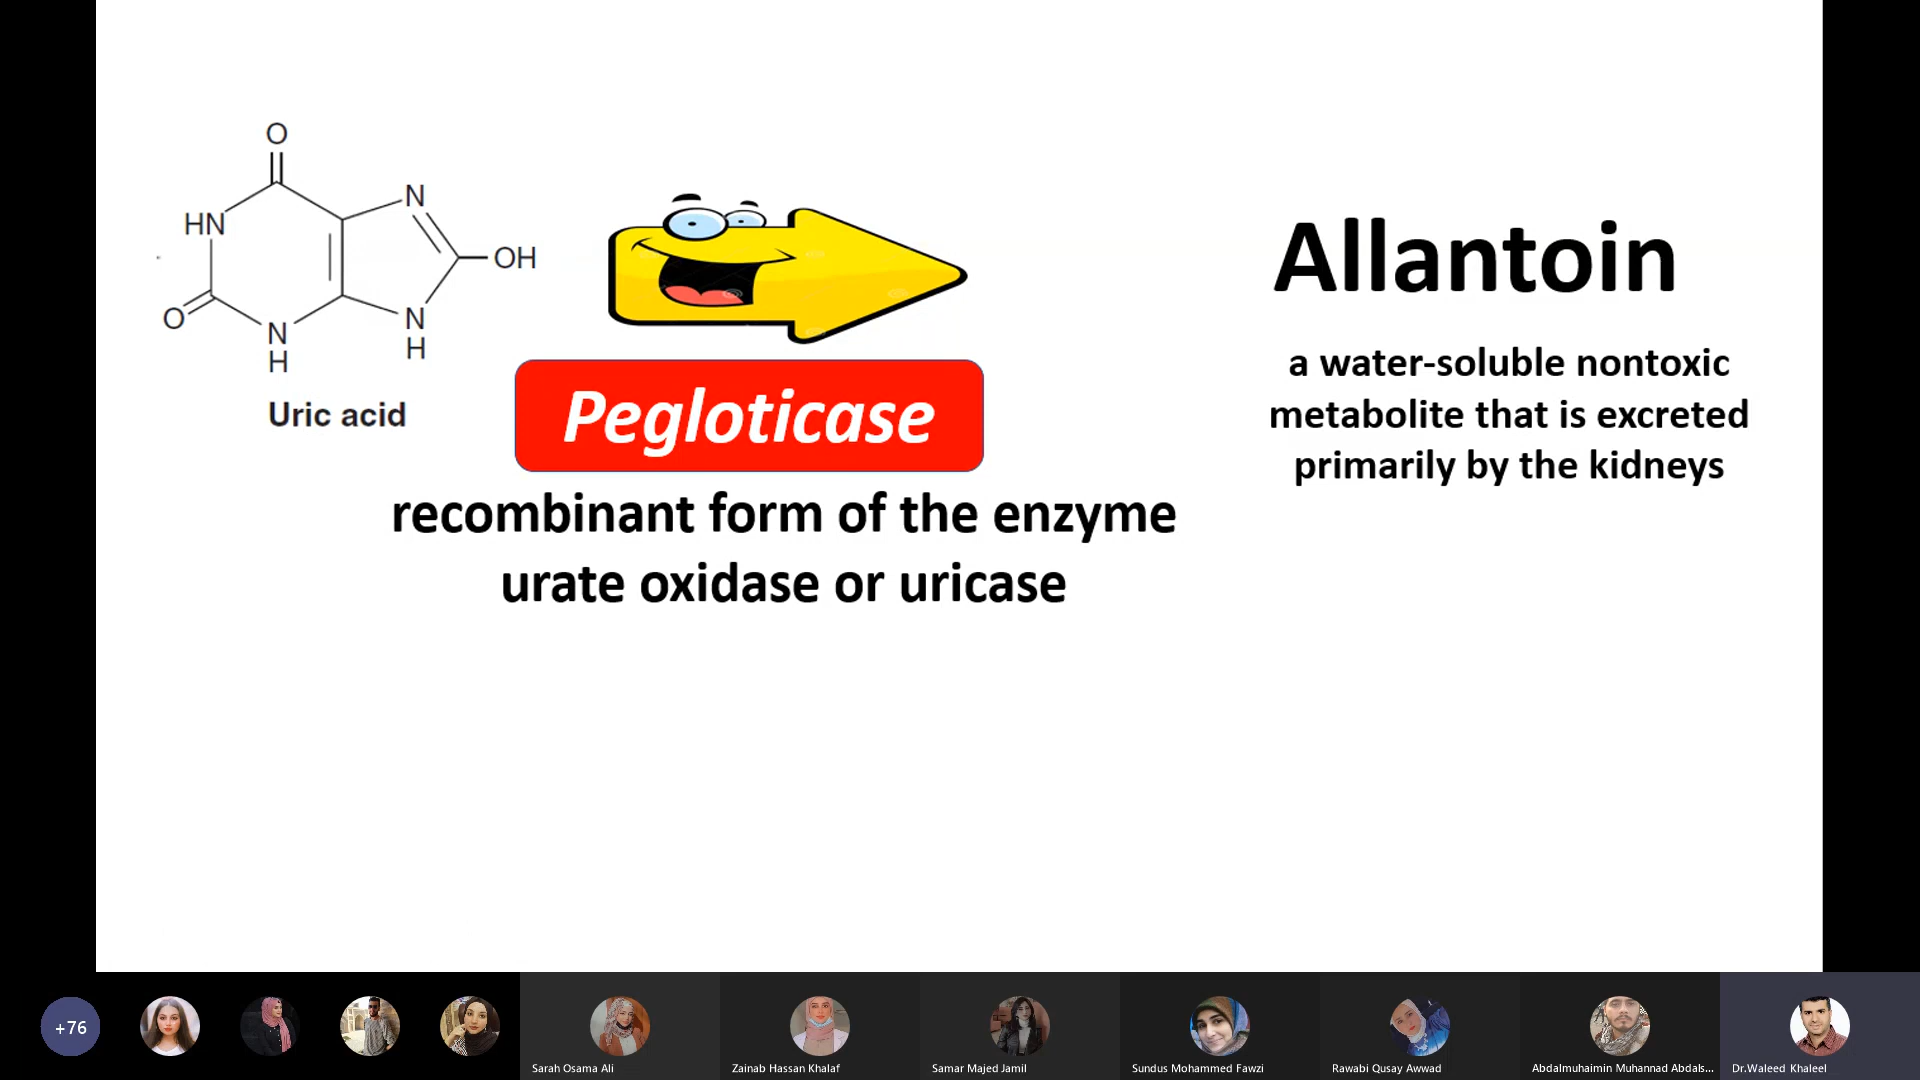 O
HN
N
OH
O
N
H
N
H
Uric acid
Pegloticase
recombinant form of the enzyme
urate oxidase or uricase
Allantoin
a water-soluble nontoxic
metabolite that is excreted
primarily by the kidneys
+76
Sarah Osama Ali
Zainab Hassan Khalaf
Samar Majed Jamil
Sundus Mohammed Fawzi
Rawabi Qusay Awwad
Abdalmuhaimin Muhannad Abdals...
Dr.Waleed Khaleel